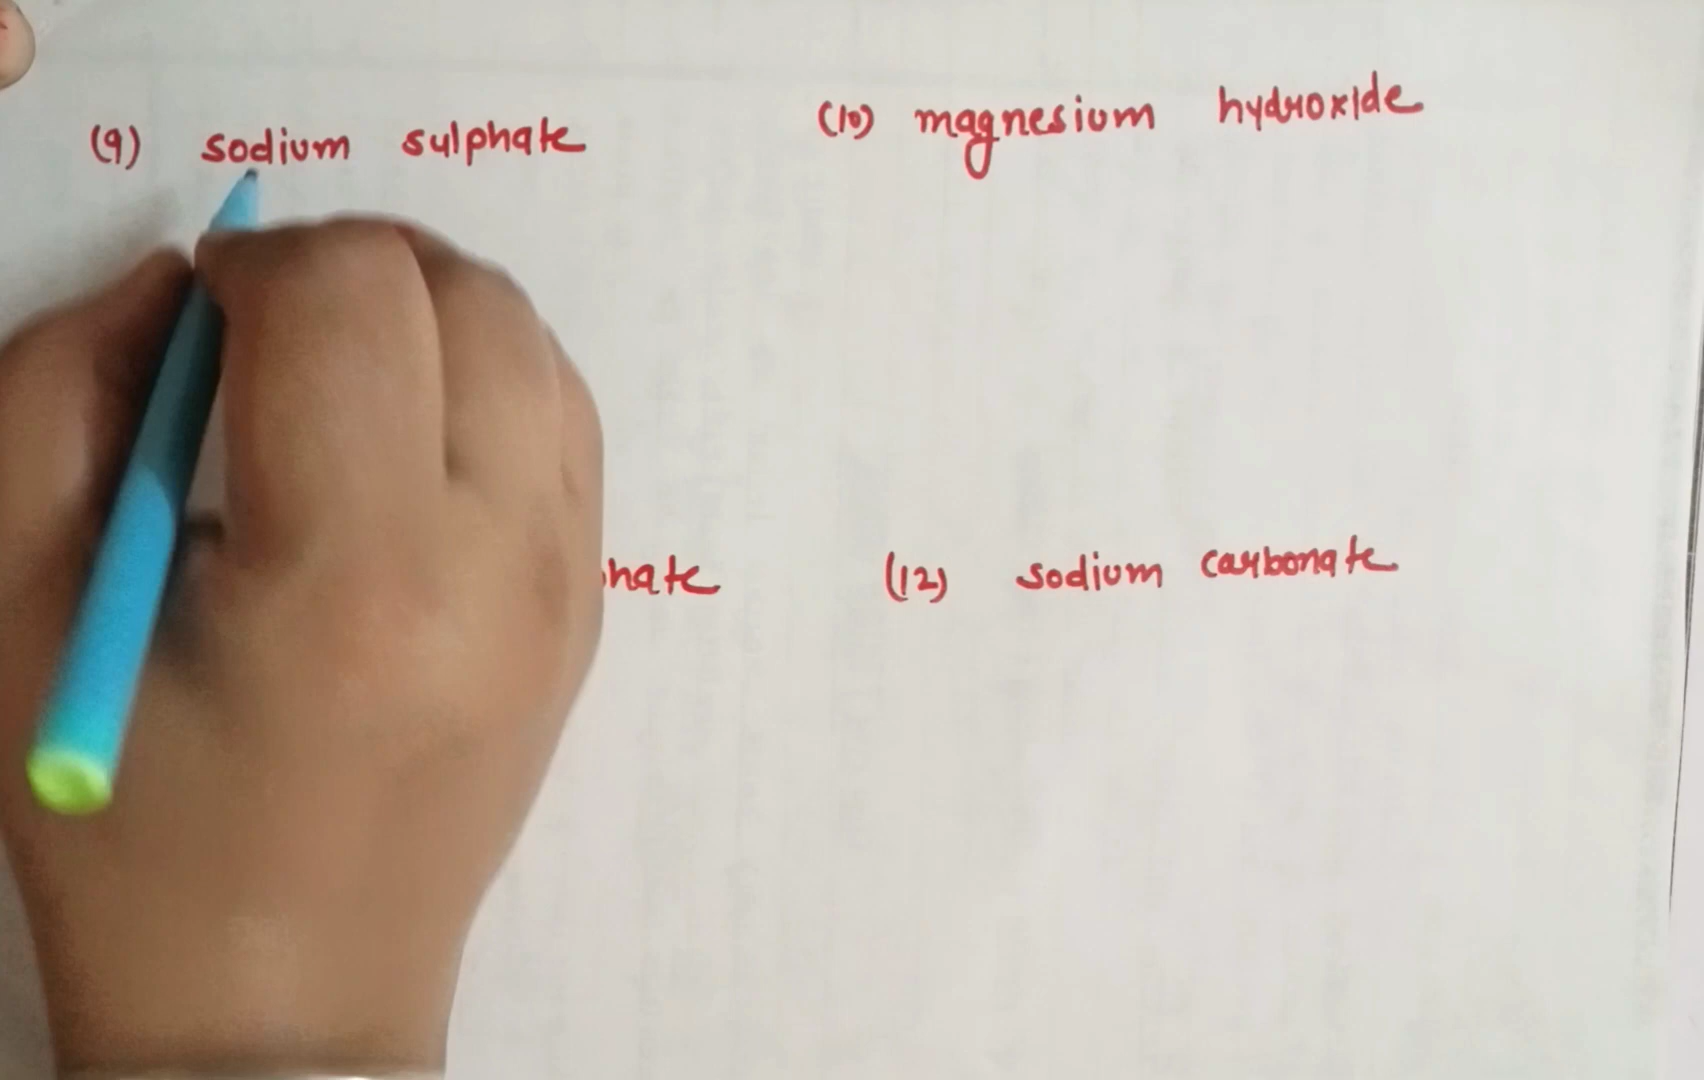 (9) sodium sulphate
(10) magnesium hydroxide
hate
(12) sodium carbonate